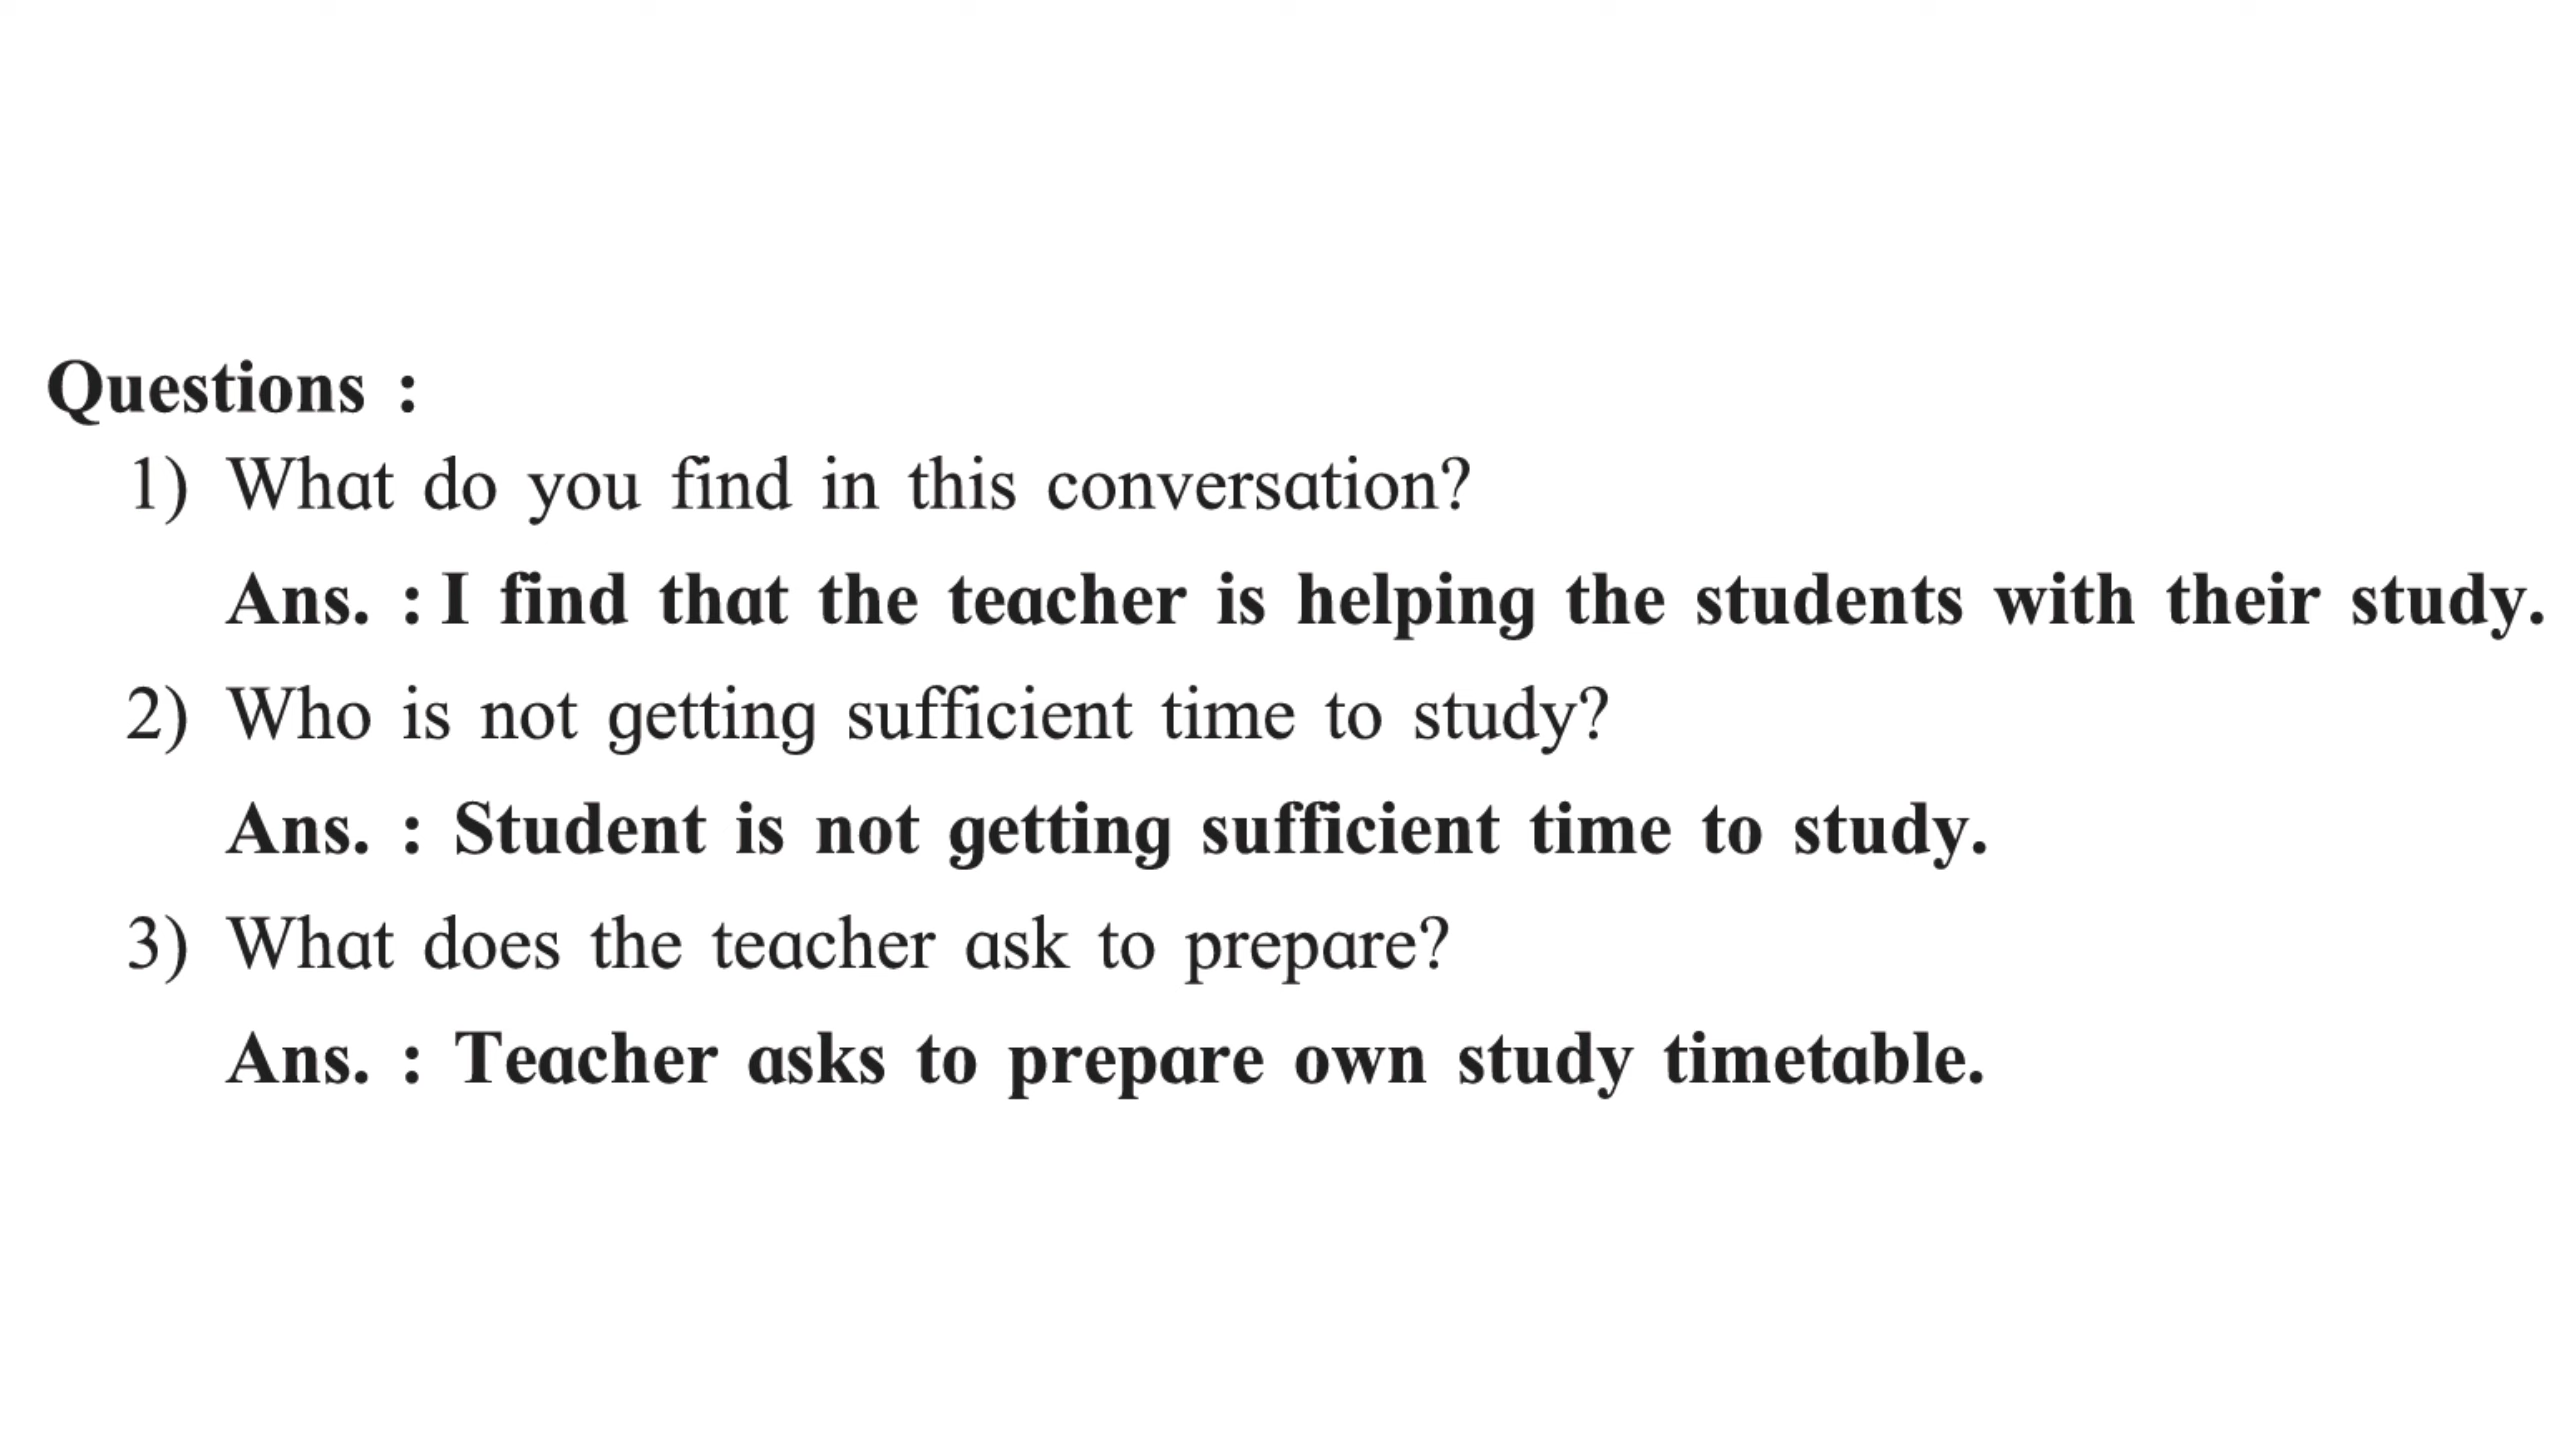 Questions :
1) What do you find in this conversation?
Ans. : I find that the teacher is helping the students with their study.
2) Who is not getting sufficient time to study?
Ans. : Student is not getting sufficient time to study.
3) What does the teacher ask to prepare?
Ans. : Teacher asks to prepare own study timetable.